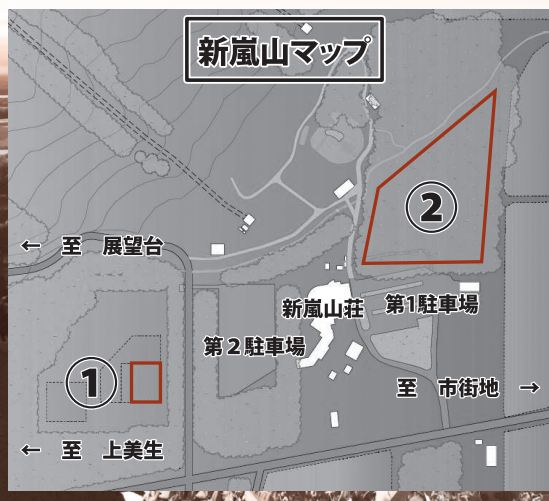 新嵐山マップ
②
← 至 展望台
新嵐山荘
第1駐車場
第2駐車場
①
至 市街地 →
← 至 上美生